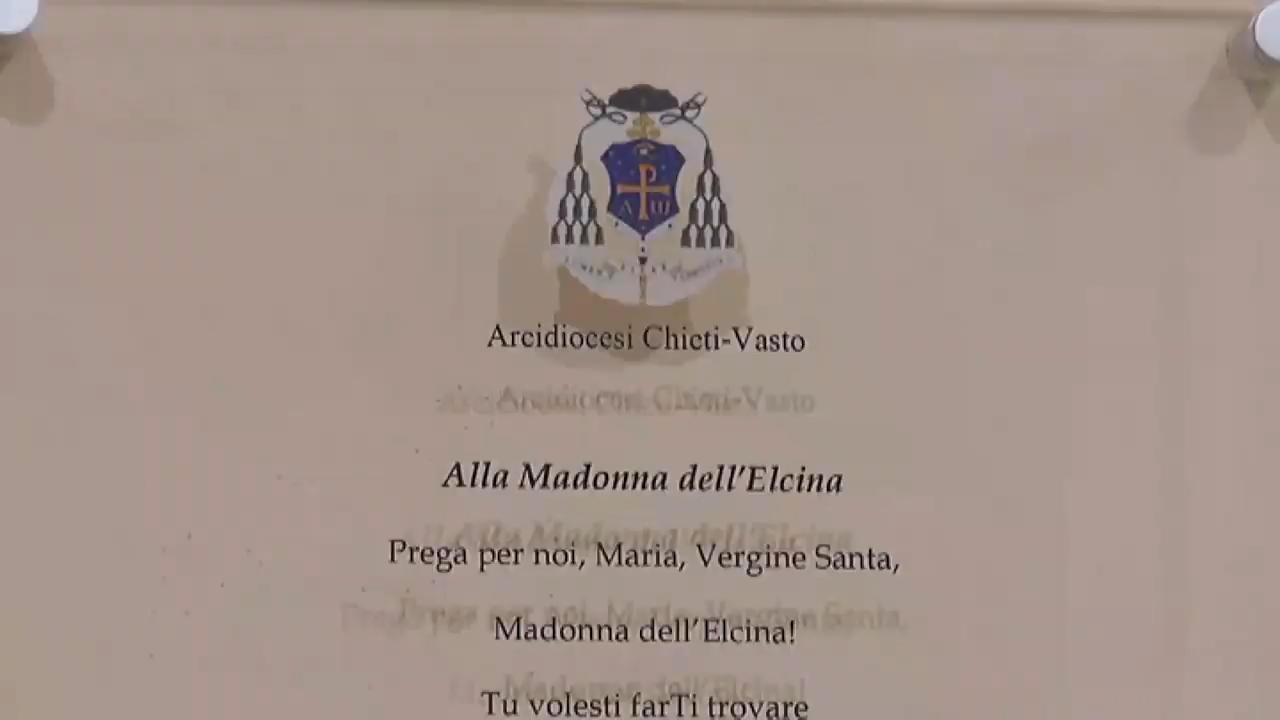 A ω
Arcidiocesi Chieti-Vasto
Alla Madonna dell'Elcina
Prega per noi, Maria, Vergine Santa,
Madonna dell'Elcina!
Tu volesti farTi trovare